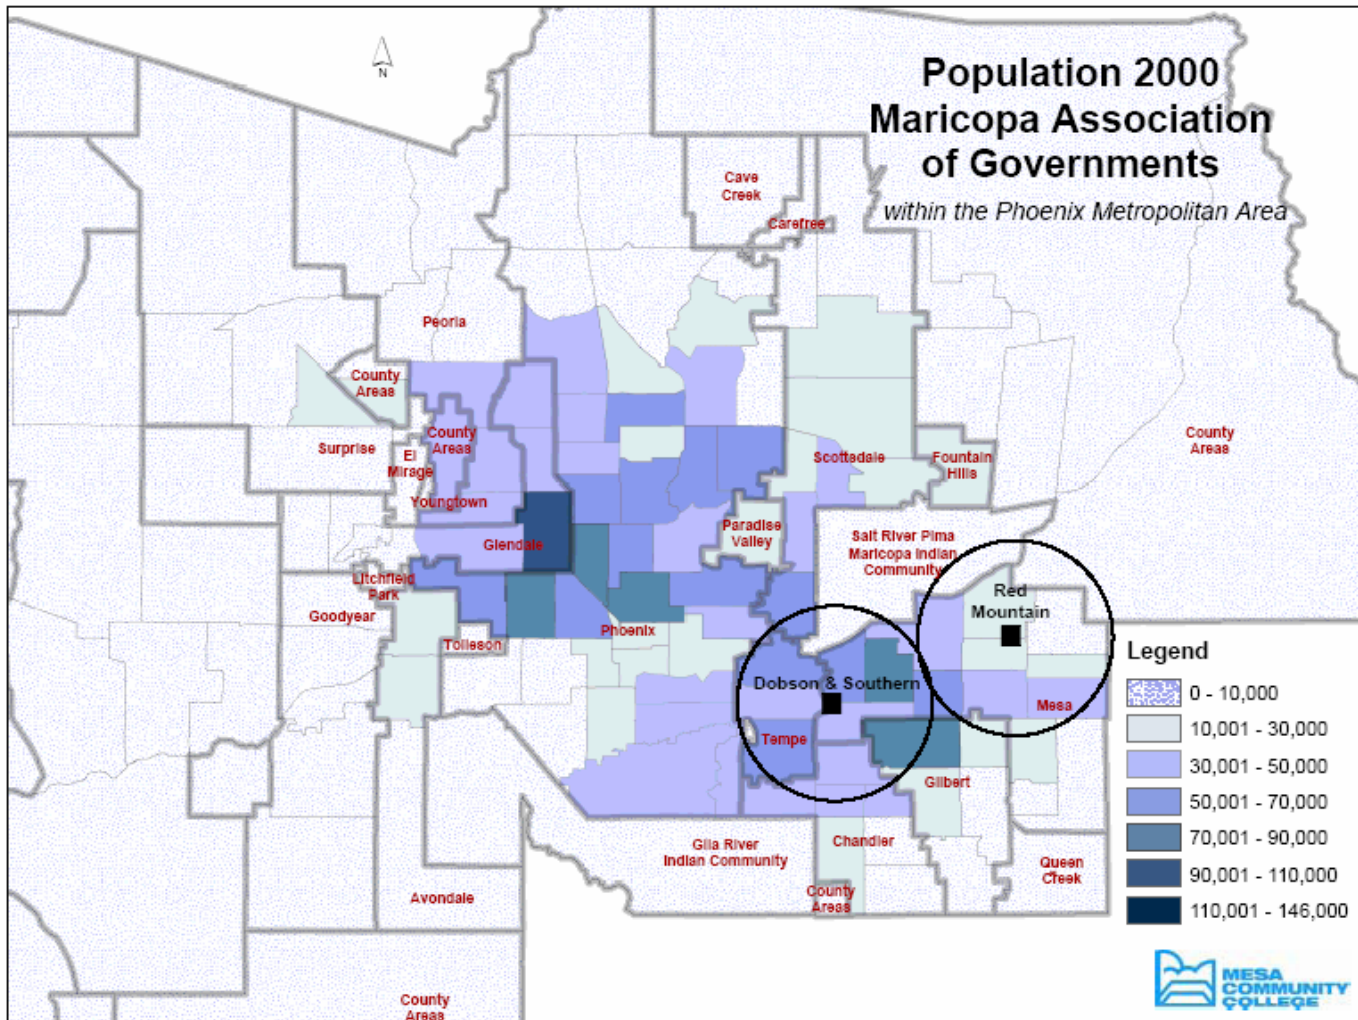 N
Population 2000
Maricopa Association
of Governments
within the Phoenix Metropolitan Area
Cave
Creek
Carefree
Peoria
County
Areas
Surprise
El
Mirage
County
Areas
Youngtown
Scottsdale
Fountain
Hills
County
Areas
Glendale
Paradise
Valley
Salt River Pima
Maricopa Indian
Community
Litchfield
Park
Goodyear
Tolleson
Phoenix
Red
Mountain
Dobson & Southern
Mesa
Tempe
Gilbert
Chandler
Gila River
Indian Community
County
Areas
Queen
Creek
Avondale
County
Areas
Legend
0 - 10,000
10,001 - 30,000
30,001 - 50,000
50,001 - 70,000
70,001 - 90,000
90,001 - 110,000
110,001 - 146,000
MESA
COMMUNITY
COLLEGE